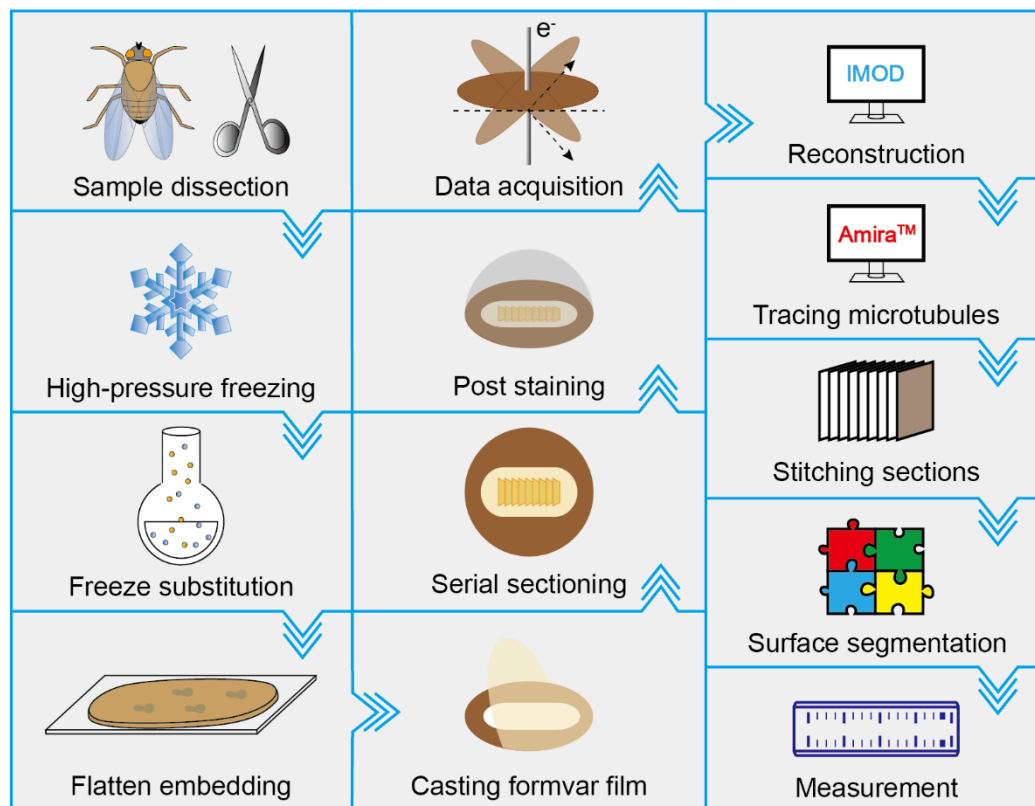 Sample dissection
High-pressure freezing
Freeze substitution
Flatten embedding
Casting formvar film
Serial sectioning
Post staining
e-
Data acquisition
IMOD
Reconstruction
Amira™
Tracing microtubules
Stitching sections
Surface segmentation
Measurement